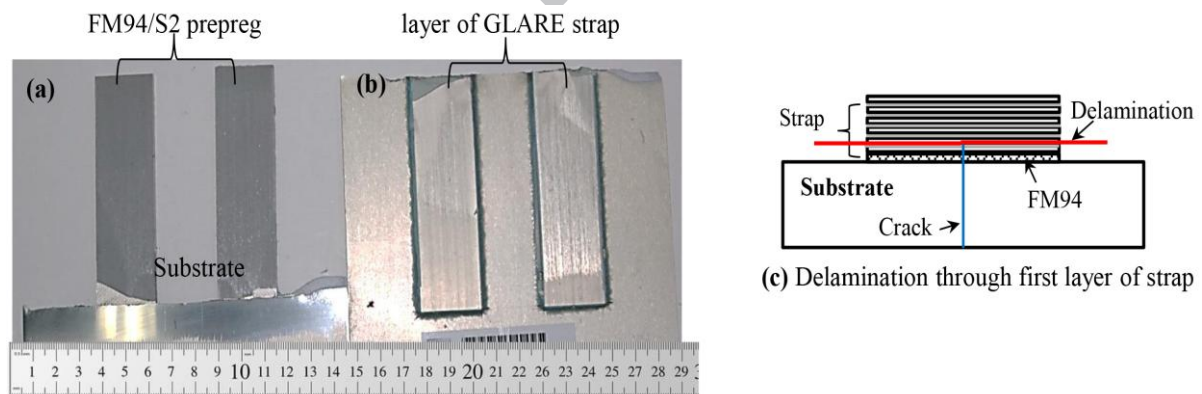 FM94/S2 prepreg
layer of GLARE strap
(a)
(b)
Substrate
1 2 3 4 5 6 7 8 9 10 11 12 13 14 15 16 17 18 19 20 21 22 26 23 25 26 27 28 29
Strap
Delamination
Substrate
FM94
Crack
(c) Delamination through first layer of strap